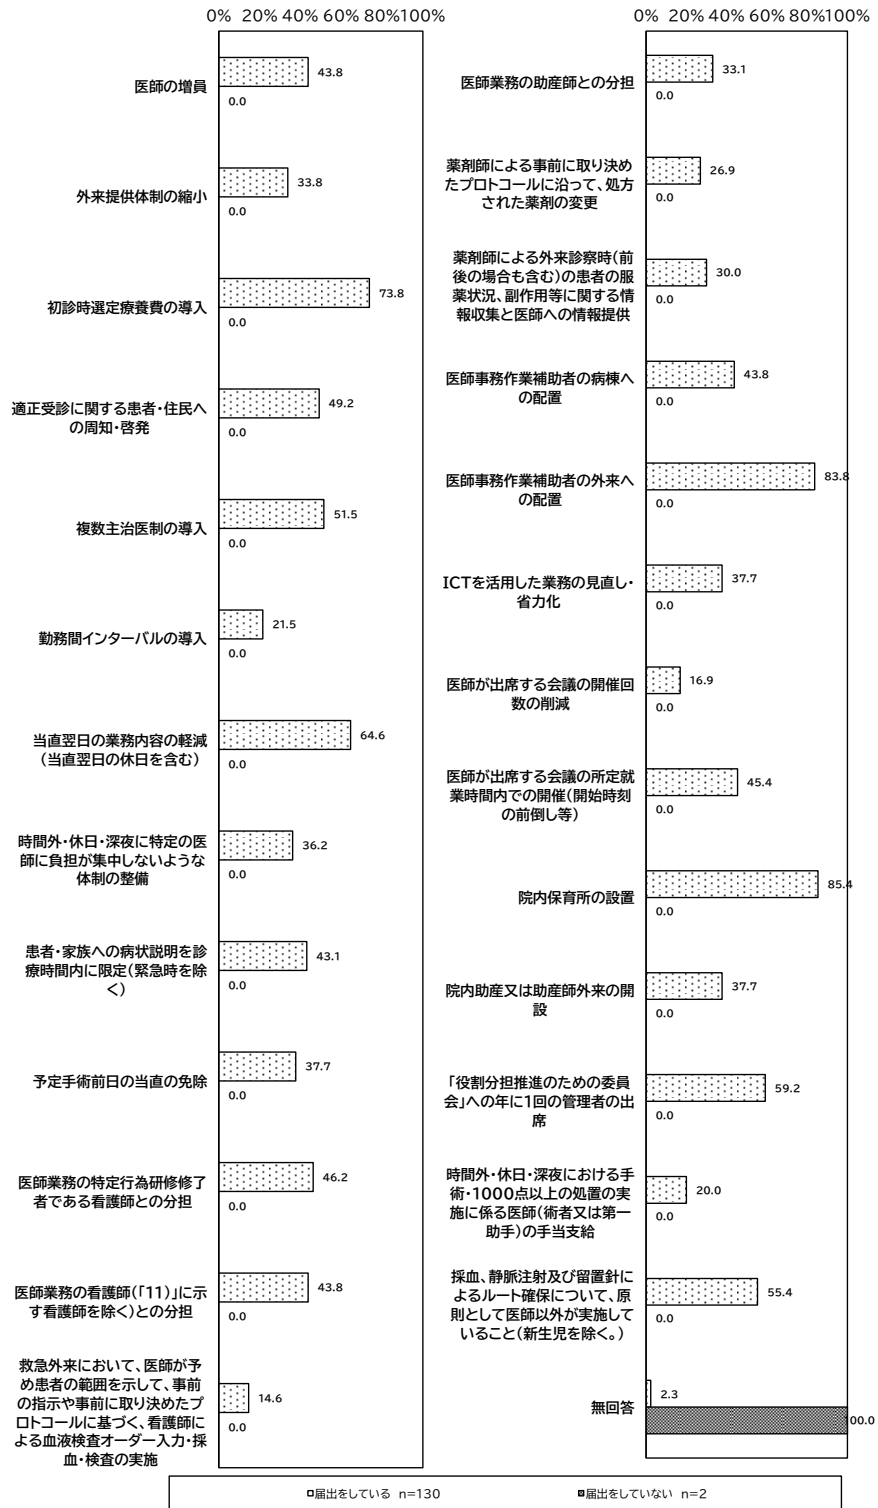 0% 20% 40% 60% 80%100%
医師の増員
43.8
0.0
外来提供体制の縮小
33.8
0.0
初診時選定療養費の導入
73.8
0.0
適正受診に関する患者・住民へ
の周知・啓発
49.2
0.0
複数主治医制の導入
51.5
0.0
勤務間インターバルの導入
21.5
0.0
当直翌日の業務内容の軽減
（当直翌日の休日を含む）
64.6
0.0
時間外・休日・深夜に特定の医
師に負担が集中しないような
体制の整備
36.2
0.0
患者・家族への病状説明を診
療時間内に限定（緊急時を除
く）
43.1
0.0
予定手術前日の当直の免除
37.7
0.0
医師業務の特定行為研修修了
者である看護師との分担
46.2
0.0
医師業務の看護師（「11）」に示
す看護師を除く）との分担
43.8
0.0
救急外来において、医師が予
め患者の範囲を示して、事前
の指示や事前に取り決めたプ
ロトコールに基づく、看護師に
よる血液検査オーダー入力・採
血・検査の実施
14.6
0.0
0% 20% 40% 60% 80%100%
医師業務の助産師との分担
33.1
0.0
薬剤師による事前に取り決め
たプロトコールに沿って、処方
された薬剤の変更
26.9
0.0
薬剤師による外来診察時（前
後の場合も含む）の患者の服
薬状況、副作用等に関する情
報収集と医師への情報提供
30.0
0.0
医師事務作業補助者の病棟へ
の配置
43.8
0.0
医師事務作業補助者の外来へ
の配置
83.8
0.0
ICTを活用した業務の見直し・
省力化
37.7
0.0
医師が出席する会議の開催回
数の削減
16.9
0.0
医師が出席する会議の所定就
業時間内での開催（開始時刻
の前倒し等）
45.4
0.0
院内保育所の設置
85.4
0.0
院内助産又は助産師外来の開
設
37.7
0.0
「役割分担推進のための委員
会」への年に1回の管理者の出
席
59.2
0.0
時間外・休日・深夜における手
術・1000点以上の処置の実
施に係る医師（術者又は第一
助手）の手当支給
20.0
0.0
採血、静脈注射及び留置針に
よるルート確保について、原
則として医師以外が実施して
いること（新生児を除く。）
55.4
0.0
無回答
2.3
100.0
届出をしている n=130
届出をしていない n=2